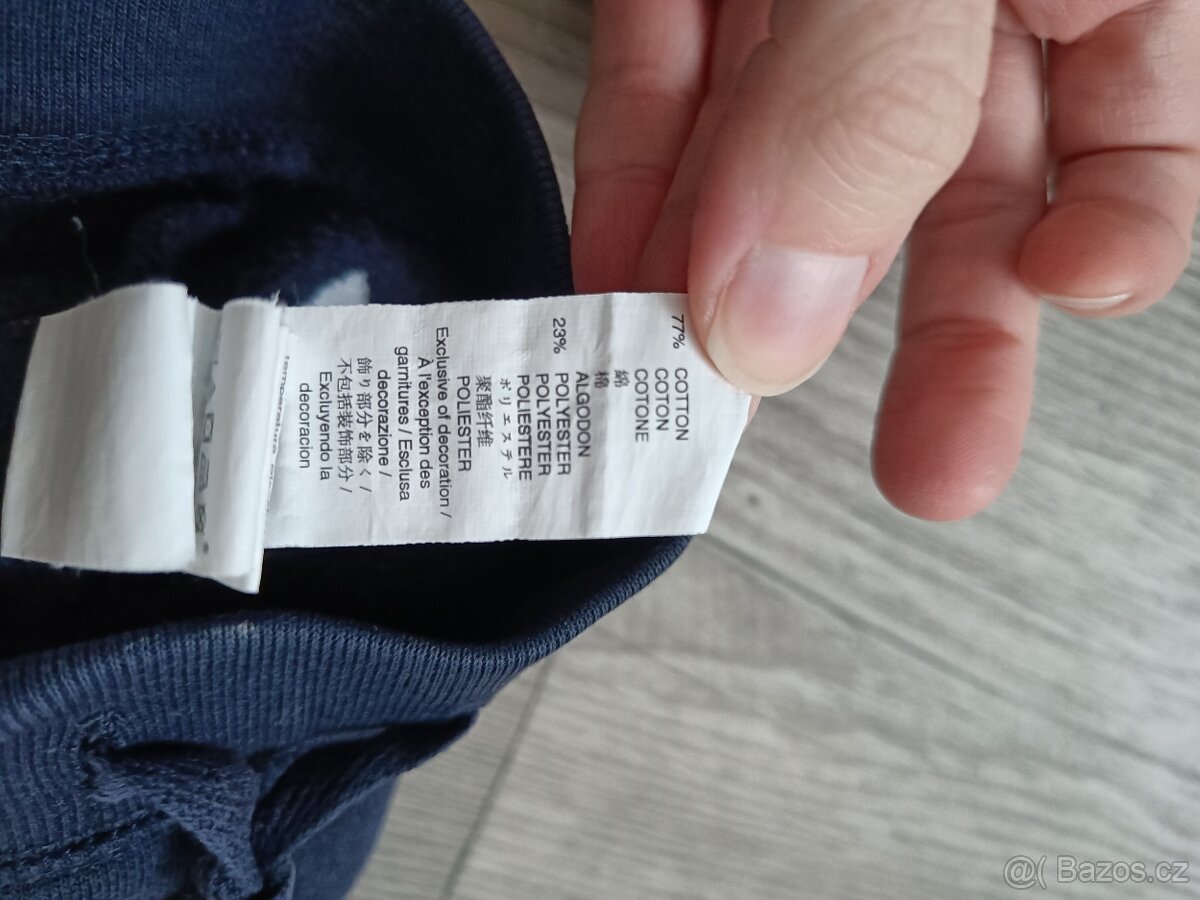 77% COTTON
COTON
COTONE
綿
棉
ALGODON
23% POLYESTER
POLYESTER
POLIESTERE
ポリエステル
聚酯纤维
POLIESTER
Exclusive of decoration /
À l'exception des
garnitures / Esclusa
decorazione /
飾り部分を除く /
不包括装饰部分 /
Excluyendo la
decoracion
temperature
@( Bazos.cz